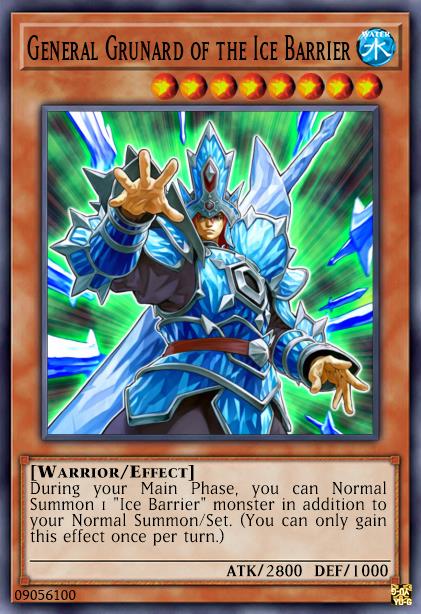 General Grunard of the Ice Barrier
WATER
水
[Warrior/Effect]
During your Main Phase, you can Normal
Summon 1 "Ice Barrier" monster in addition to
your Normal Summon/Set. (You can only gain
this effect once per turn.)
ATK/2800 DEF/1000
09056100